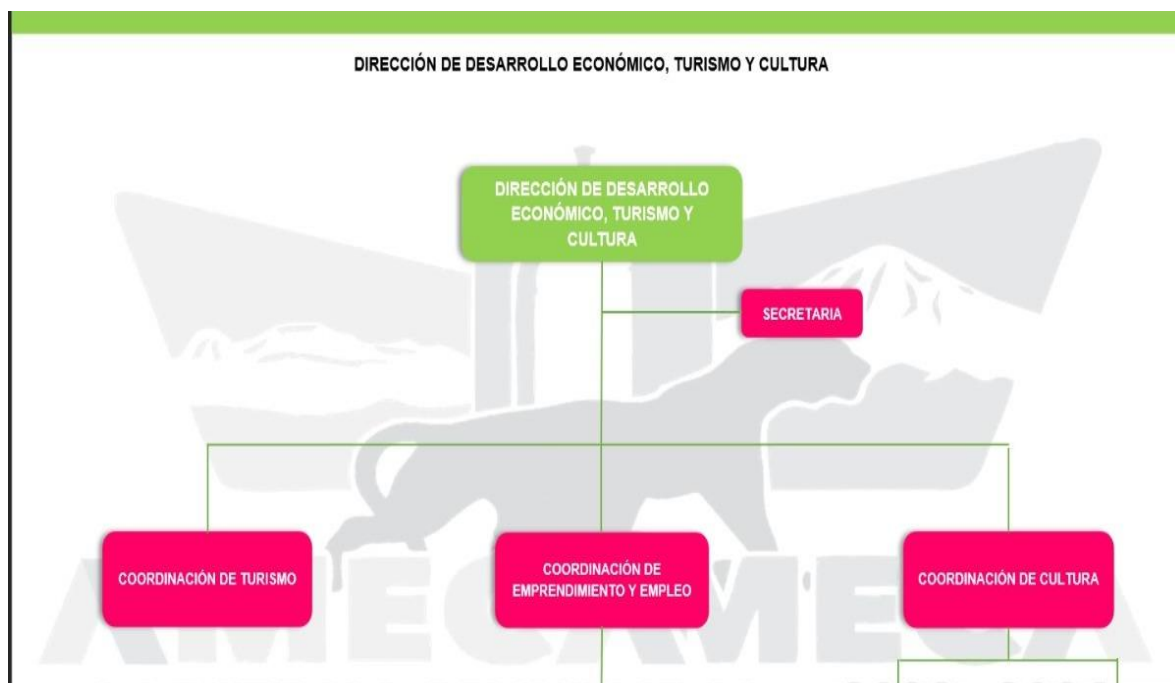 DIRECCIÓN DE DESARROLLO ECONÓMICO, TURISMO Y CULTURA
DIRECCIÓN DE DESARROLLO
ECONÓMICO, TURISMO Y
CULTURA
SECRETARIA
COORDINACIÓN DE TURISMO
COORDINACIÓN DE
EMPRENDIMIENTO Y EMPLEO
COORDINACIÓN DE CULTURA
AMECAMECA